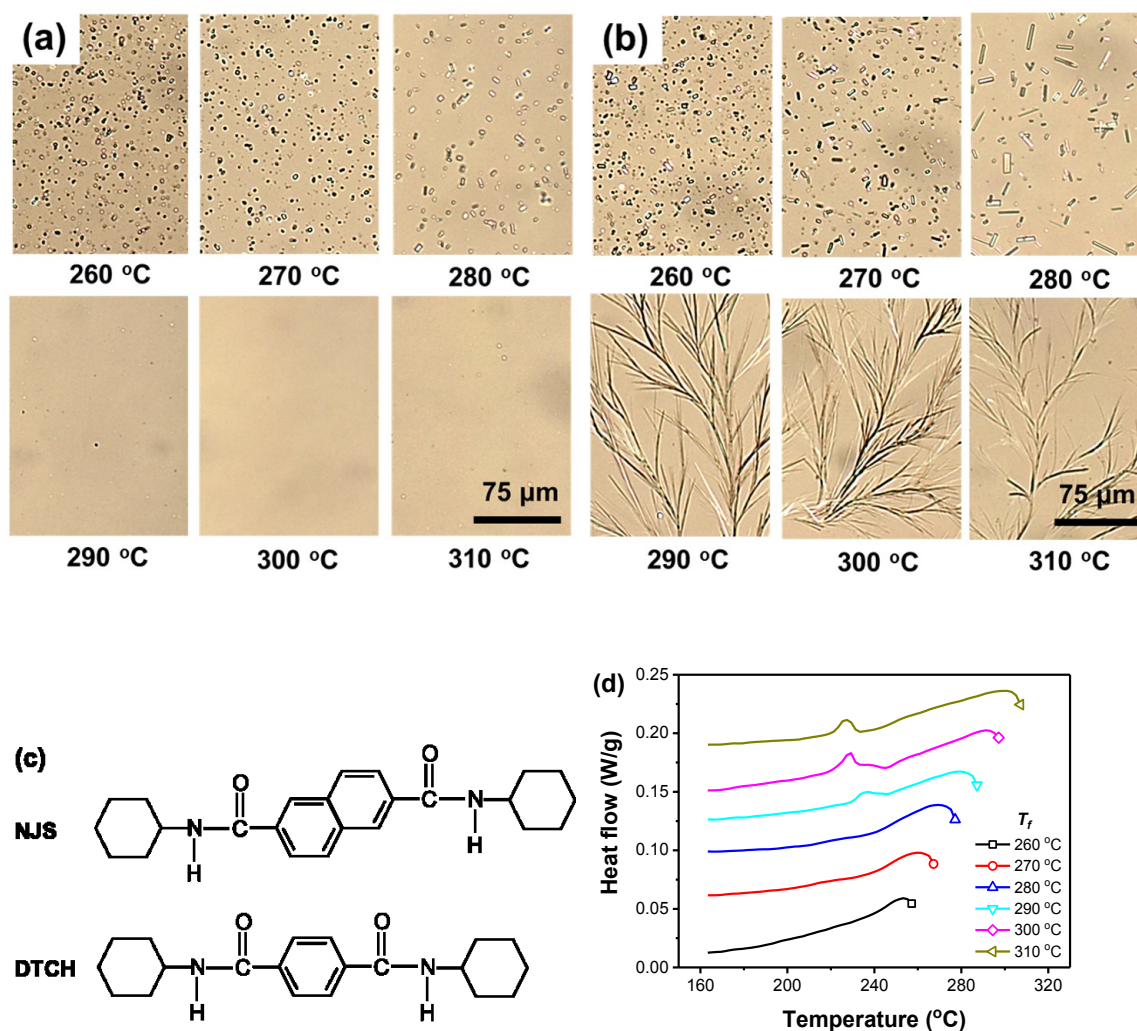 (a)
(b)
260 °C
270 °C
280 °C
260 °C
270 °C
280 °C
75 µm
75 µm
290 °C
300 °C
310 °C
290 °C
300 °C
310 °C
(c)
NJS
O
C
N
H
O
C
N
H
DTCH
O
C
N
H
O
C
N
H
(d)
Heat flow (W/g)
0.25
0.20
0.15
0.10
0.05
0.00
160
200
240
280
320
Temperature (°C)
Tf
260 °C
270 °C
280 °C
290 °C
300 °C
310 °C